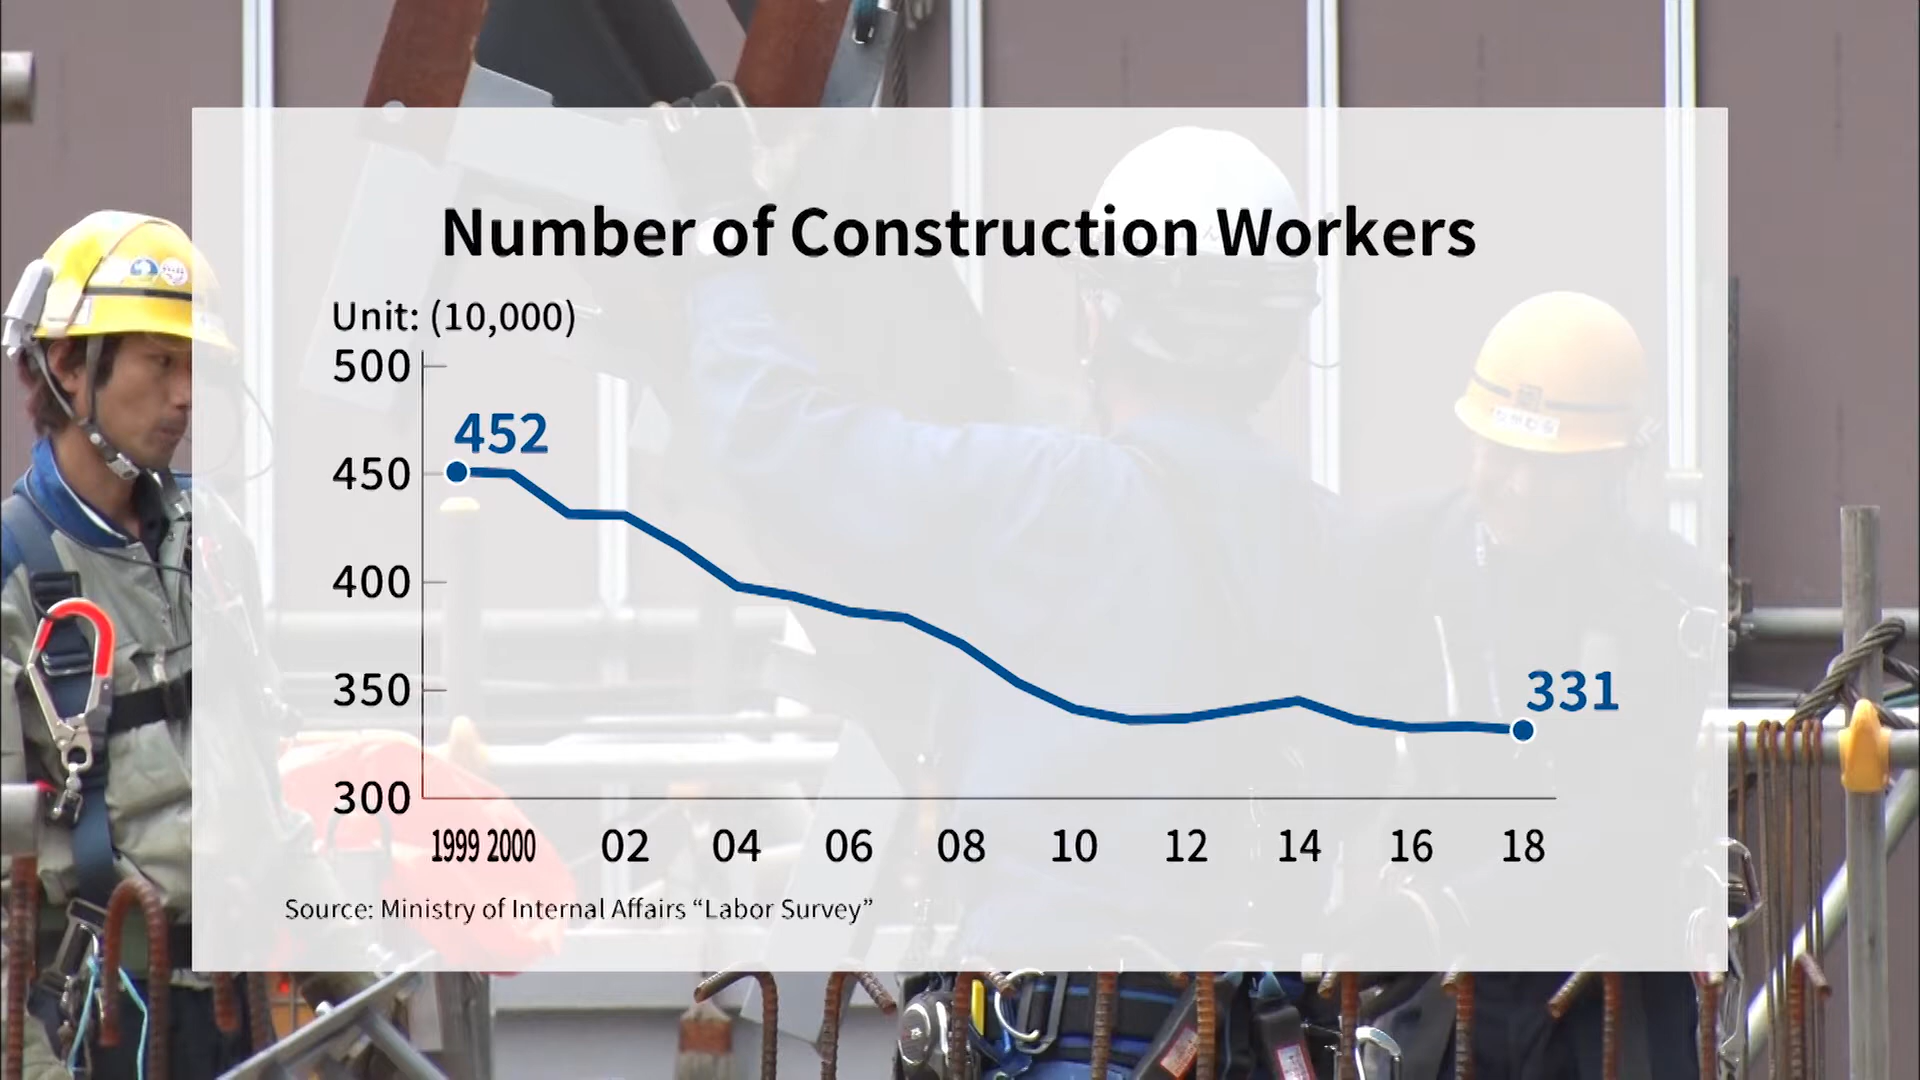 Number of Construction Workers
Unit: (10,000)
500
452
450
400
350
331
300
1999 2000 02 04 06 08 10 12 14 16 18
Source: Ministry of Internal Affairs “Labor Survey”